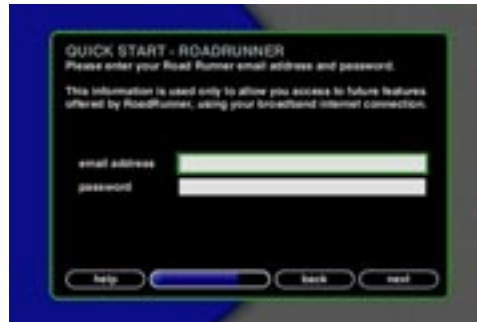 QUICK START - ROADRUNNER
Please enter your Road Runner email address and password.
This information is used only to allow you access to future features
offered by RoadRunner, using your broadband internet connection.
email address
password
help
back
next